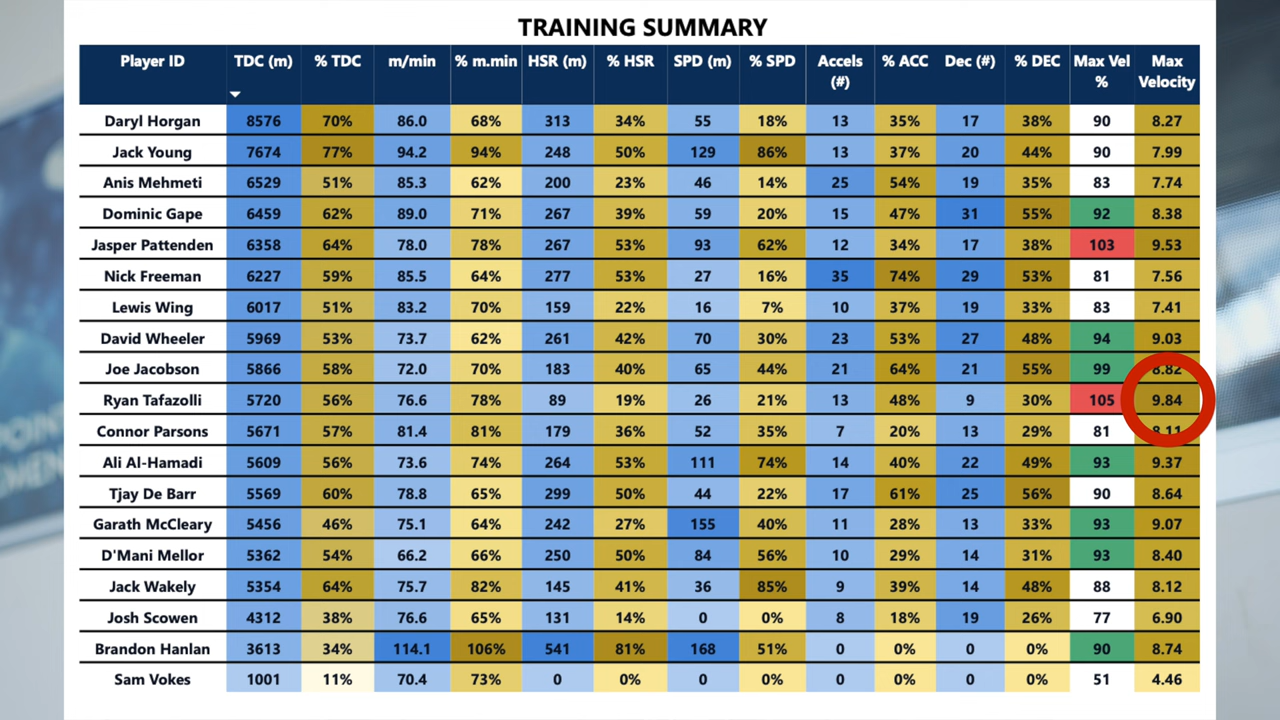 TRAINING SUMMARY
Player ID TDC (m) % TDC m/min % m.min HSR (m) % HSR SPD (m) % SPD Accels (#) % ACC Dec (#) % DEC Max Vel % Max Velocity
Daryl Horgan 8576 70% 86.0 68% 313 34% 55 18% 13 35% 17 38% 90 8.27
Jack Young 7674 77% 94.2 94% 248 50% 129 86% 13 37% 20 44% 90 7.99
Anis Mehmeti 6529 51% 85.3 62% 200 23% 46 14% 25 54% 19 35% 83 7.74
Dominic Gape 6459 62% 89.0 71% 267 39% 59 20% 15 47% 31 55% 92 8.38
Jasper Pattenden 6358 64% 78.0 78% 267 53% 93 62% 12 34% 17 38% 103 9.53
Nick Freeman 6227 59% 85.5 64% 277 53% 27 16% 35 74% 29 53% 81 7.56
Lewis Wing 6017 51% 83.2 70% 159 22% 16 7% 10 37% 19 33% 83 7.41
David Wheeler 5969 53% 73.7 62% 261 42% 70 30% 23 53% 27 48% 94 9.03
Joe Jacobson 5866 58% 72.0 70% 183 40% 65 44% 21 64% 21 55% 99 8.82
Ryan Tafazolli 5720 56% 76.6 78% 89 19% 26 21% 13 48% 9 30% 105 9.84
Connor Parsons 5671 57% 81.4 81% 179 36% 52 35% 7 20% 13 29% 81 8.11
Ali Al-Hamadi 5609 56% 73.6 74% 264 53% 111 74% 14 40% 22 49% 93 9.37
Tjay De Barr 5569 60% 78.8 65% 299 50% 44 22% 17 61% 25 56% 90 8.64
Garath McCleary 5456 46% 75.1 64% 242 27% 155 40% 11 28% 13 33% 93 9.07
D'Mani Mellor 5362 54% 66.2 66% 250 50% 84 56% 10 29% 14 31% 93 8.40
Jack Wakely 5354 64% 75.7 82% 145 41% 36 85% 9 39% 14 48% 88 8.12
Josh Scowen 4312 38% 76.6 65% 131 14% 0 0% 8 18% 19 26% 77 6.90
Brandon Hanlan 3613 34% 114.1 106% 541 81% 168 51% 0 0% 0 0% 90 8.74
Sam Vokes 1001 11% 70.4 73% 0 0% 0 0% 0 0% 0 0% 51 4.46